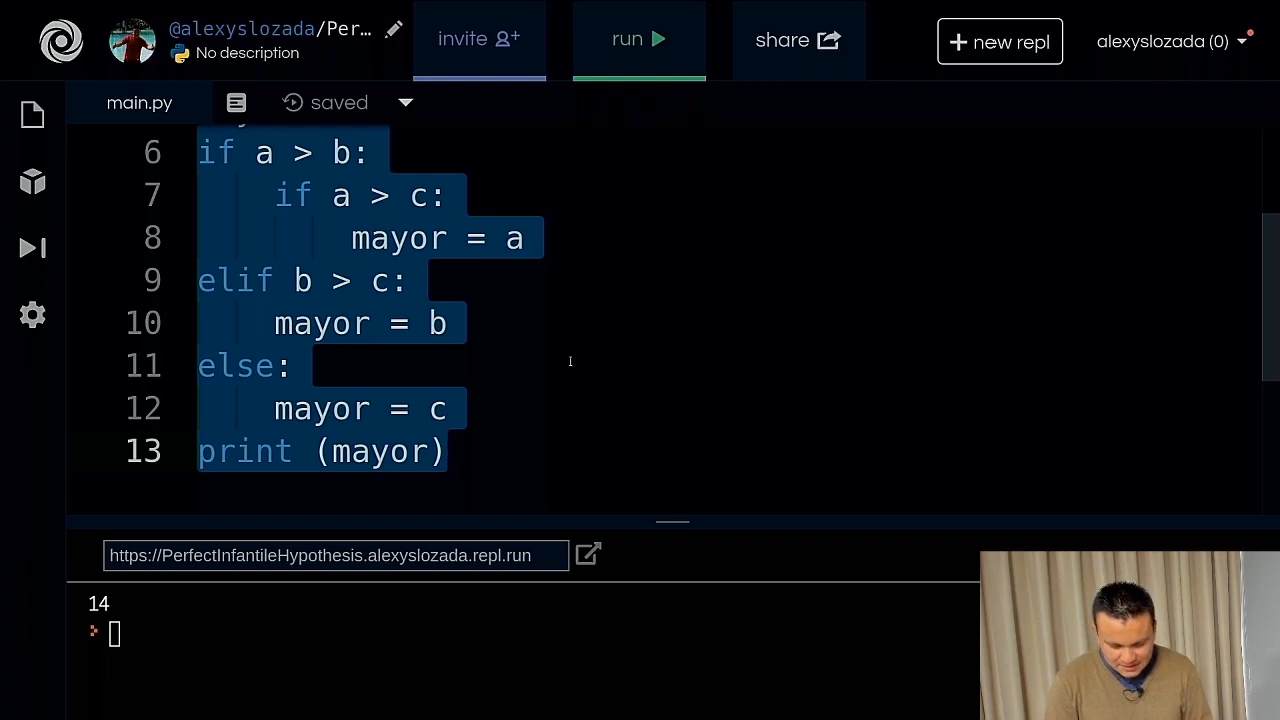 @alexyslozada/Per…
No description
invite
run
share
+ new repl
alexyslozada (0)
main.py
saved
6 if a > b:
7 if a > c:
8 mayor = a
9 elif b > c:
10 mayor = b
11 else:
12 mayor = c
13 print (mayor)
https://PerfectInfantileHypothesis.alexyslozada.repl.run
14